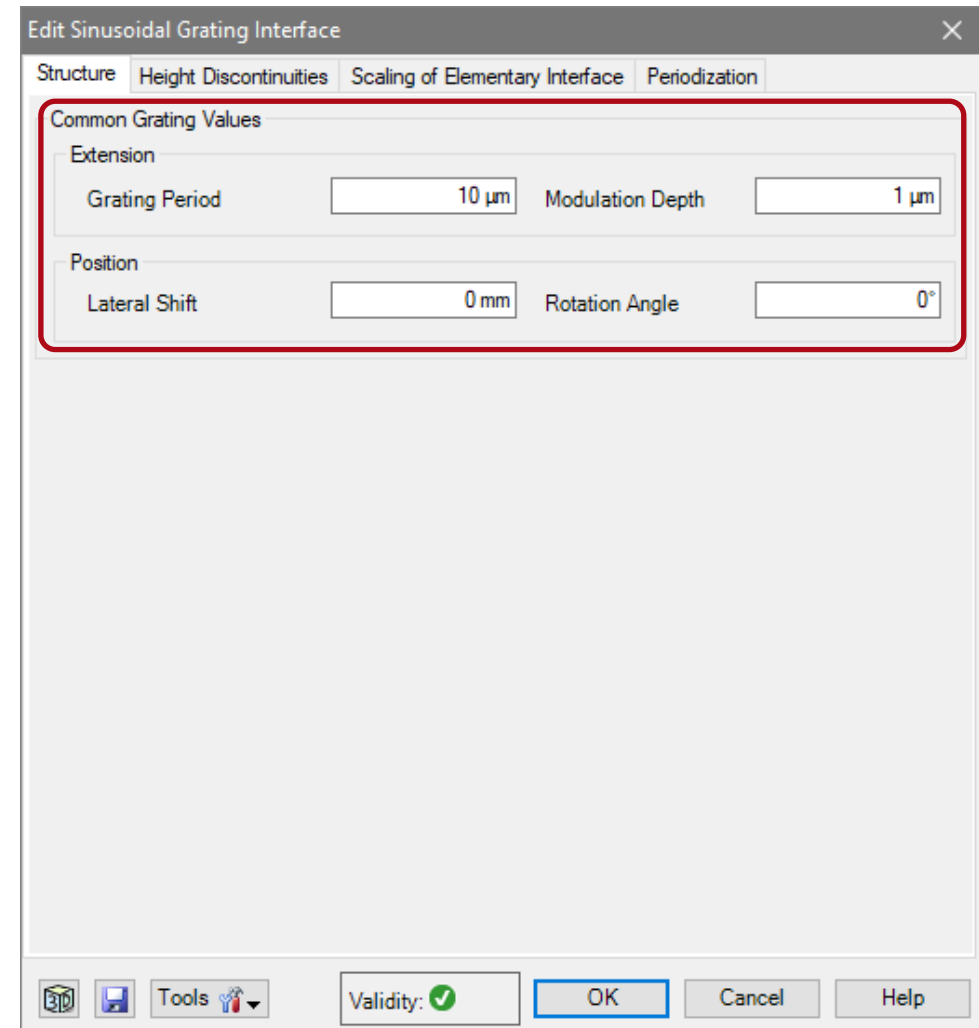 Edit Sinusoidal Grating Interface
Structure Height Discontinuities Scaling of Elementary Interface Periodization
Common Grating Values
Extension
Grating Period 10 µm Modulation Depth 1 µm
Position
Lateral Shift 0 mm Rotation Angle 0°
3D Tools Validity: OK Cancel Help